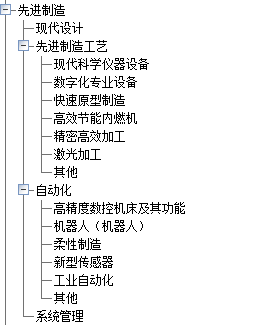 先进制造
现代设计
先进制造工艺
现代科学仪器设备
数字化专业设备
快速原型制造
高效节能内燃机
精密高效加工
激光加工
其他
自动化
高精度数控机床及其功能
机器人（机器人）
柔性制造
新型传感器
工业自动化
其他
系统管理